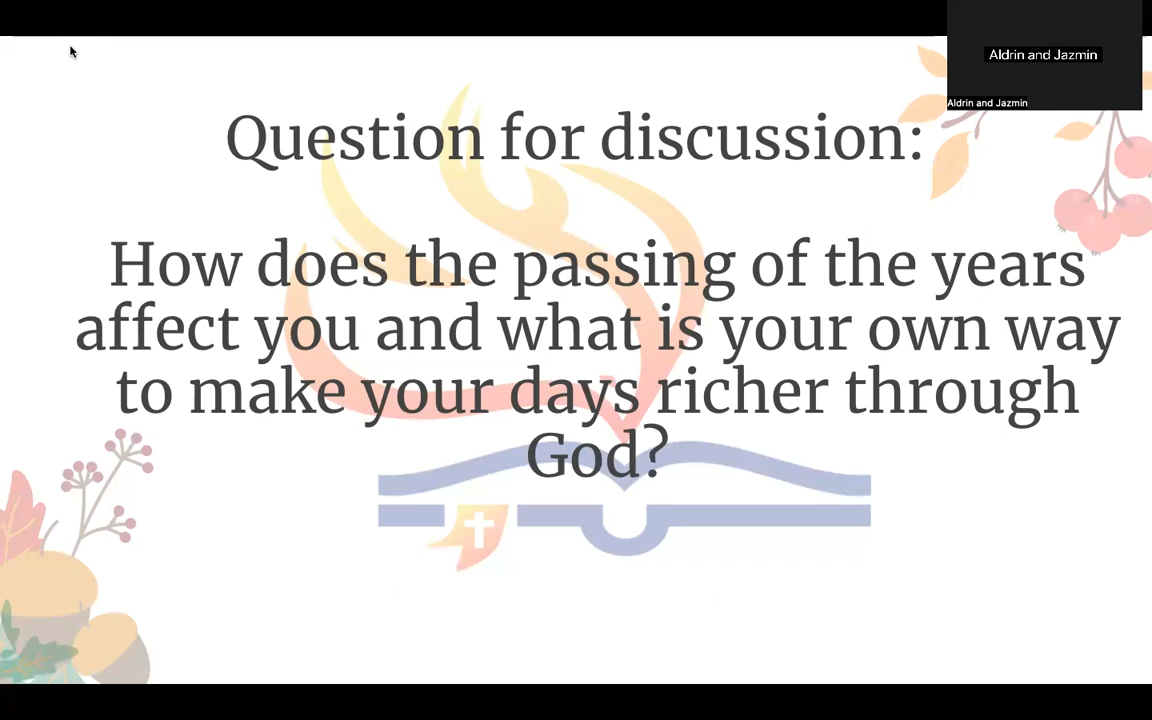 Aldrin and Jazmin
Aldrin and Jazmin
Question for discussion:
How does the passing of the years
affect you and what is your own way
to make your days richer through
God?